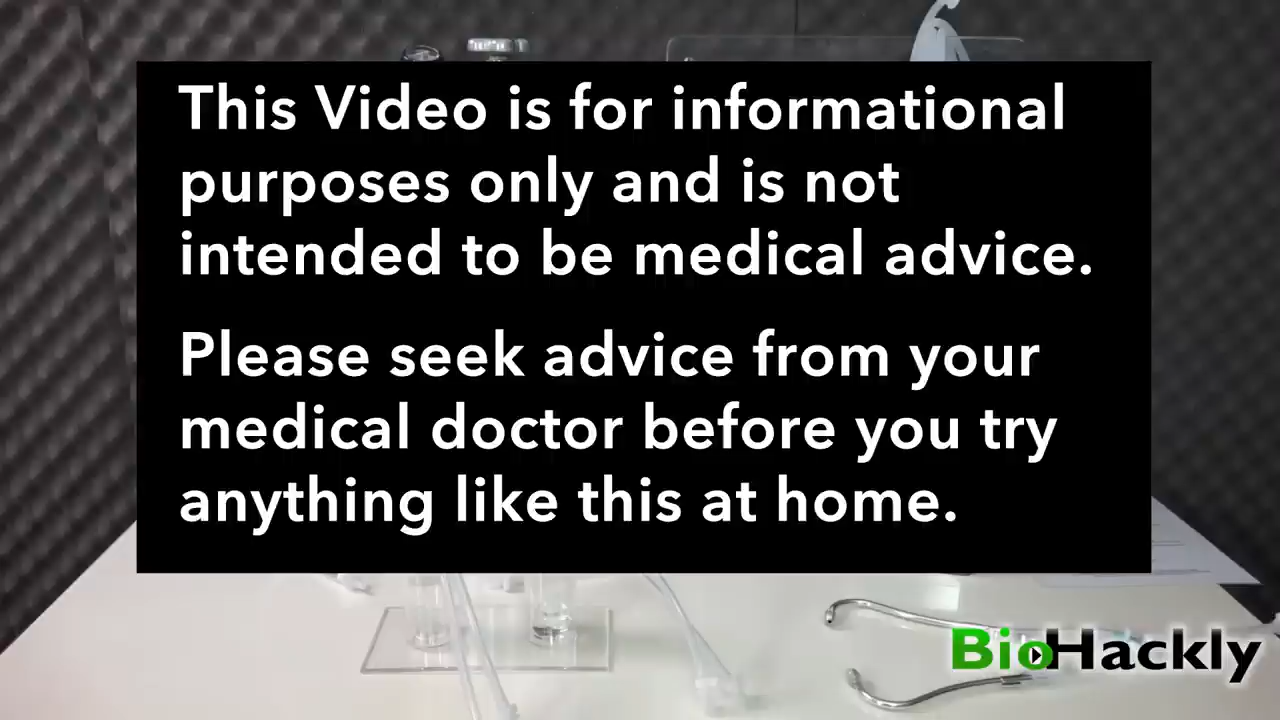 This Video is for informational
purposes only and is not
intended to be medical advice.
Please seek advice from your
medical doctor before you try
anything like this at home.
BioHackly